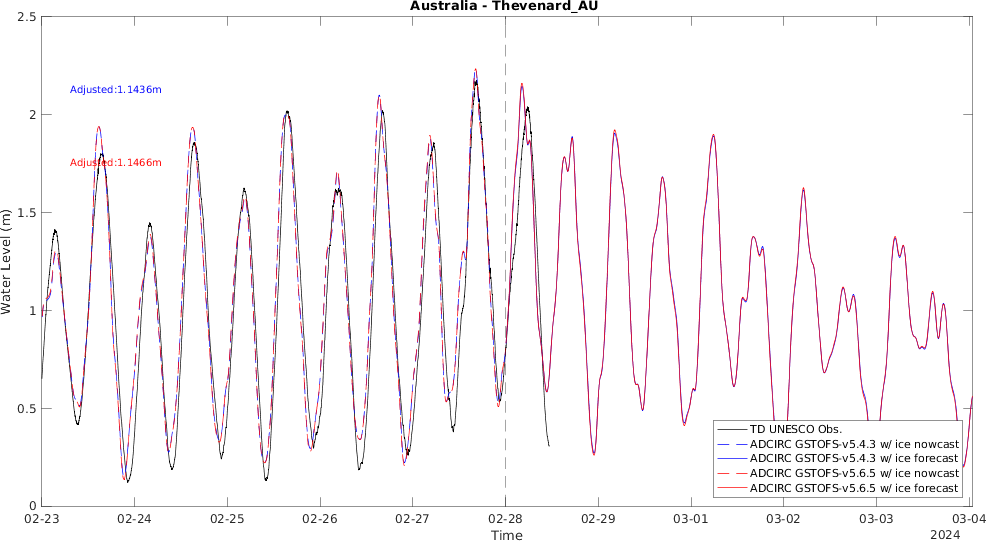 Australia - Thevenard_AU
2.5
Adjusted:1.1436m
2
Adjusted:1.1466m
1.5
Water Level (m)
1
0.5
TD UNESCO Obs.
ADCIRC GSTOFS-v5.4.3 w/ ice nowcast
ADCIRC GSTOFS-v5.4.3 w/ ice forecast
ADCIRC GSTOFS-v5.6.5 w/ ice nowcast
ADCIRC GSTOFS-v5.6.5 w/ ice forecast
0
02-23 02-24 02-25 02-26 02-27 02-28 02-29 03-01 03-02 03-03 03-04
Time 2024